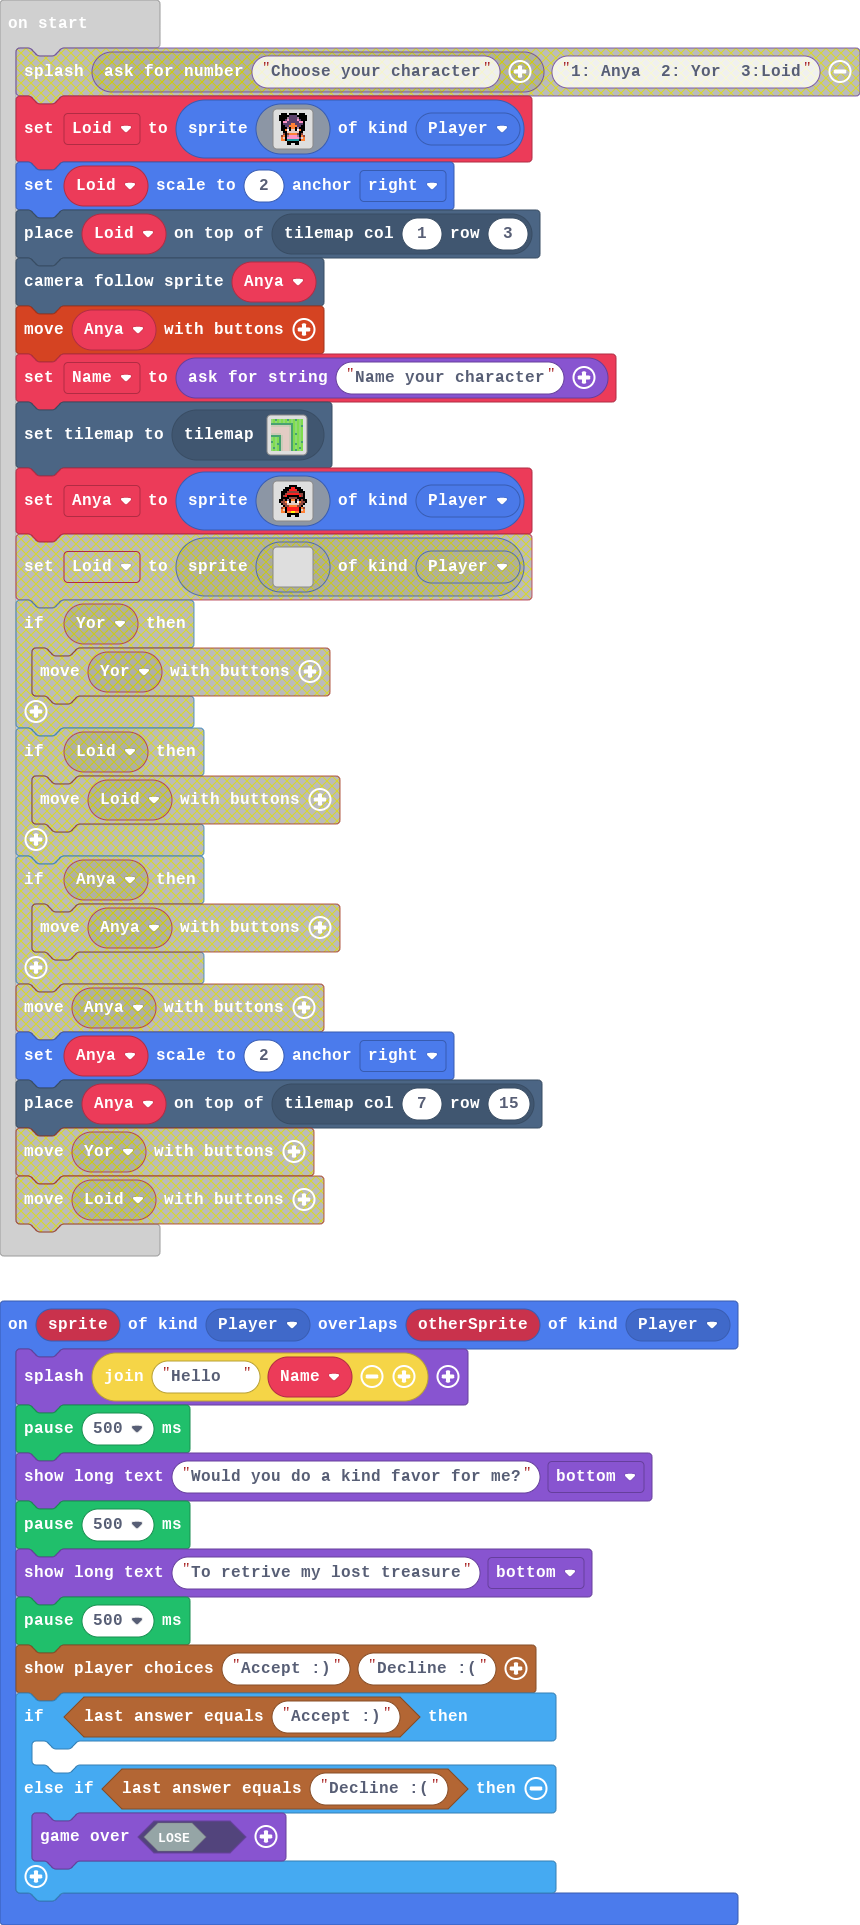 on start
splash ask for number "Choose your character" "1: Anya  2: Yor  3:Loid"
set Loid to sprite of kind Player
set Loid scale to 2 anchor right
place Loid on top of tilemap col 1 row 3
camera follow sprite Anya
move Anya with buttons
set Name to ask for string "Name your character"
set tilemap to tilemap
set Anya to sprite of kind Player
set Loid to sprite of kind Player
if Yor then
move Yor with buttons
if Loid then
move Loid with buttons
if Anya then
move Anya with buttons
move Anya with buttons
set Anya scale to 2 anchor right
place Anya on top of tilemap col 7 row 15
move Yor with buttons
move Loid with buttons
on sprite of kind Player overlaps otherSprite of kind Player
splash join "Hello  " Name
pause 500 ms
show long text "Would you do a kind favor for me?" bottom
pause 500 ms
show long text "To retrive my lost treasure" bottom
pause 500 ms
show player choices "Accept :)" "Decline :("
if last answer equals "Accept :)" then
else if last answer equals "Decline :(" then
game over LOSE